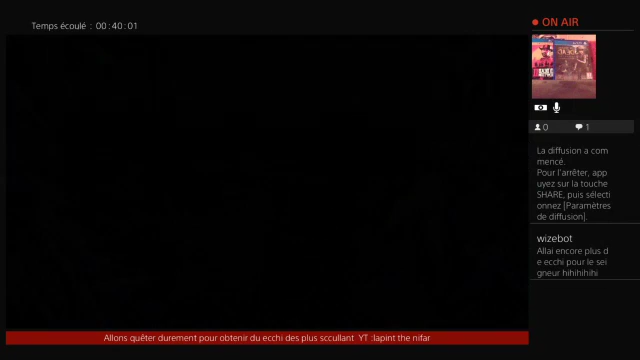 Temps écoulé : 00:40:01
ON AIR
0 1
La diffusion a com
mencé.
Pour l'arrêter, app
uyez sur la touche
SHARE, puis sélecti
onnez [Paramètres
de diffusion].
wizebot
Allai encore plus d
e ecchi pour le sei
gneur hihihihihi
Allons quêter durement pour obtenir du ecchi des plus sccullant YT :lapint the nifar